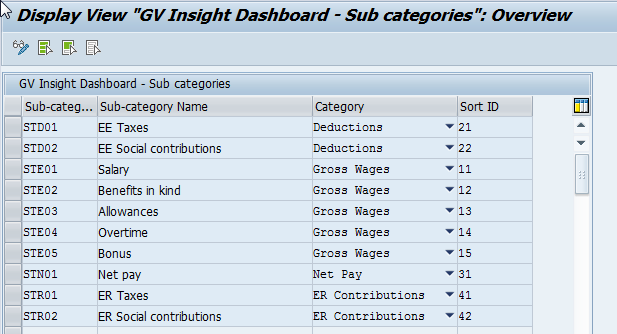 Display View "GV Insight Dashboard - Sub categories": Overview
GV Insight Dashboard - Sub categories
Sub-categ... Sub-category Name Category Sort ID
STD01 EE Taxes Deductions 21
STD02 EE Social contributions Deductions 22
STE01 Salary Gross Wages 11
STE02 Benefits in kind Gross Wages 12
STE03 Allowances Gross Wages 13
STE04 Overtime Gross Wages 14
STE05 Bonus Gross Wages 15
STN01 Net pay Net Pay 31
STR01 ER Taxes ER Contributions 41
STR02 ER Social contributions ER Contributions 42